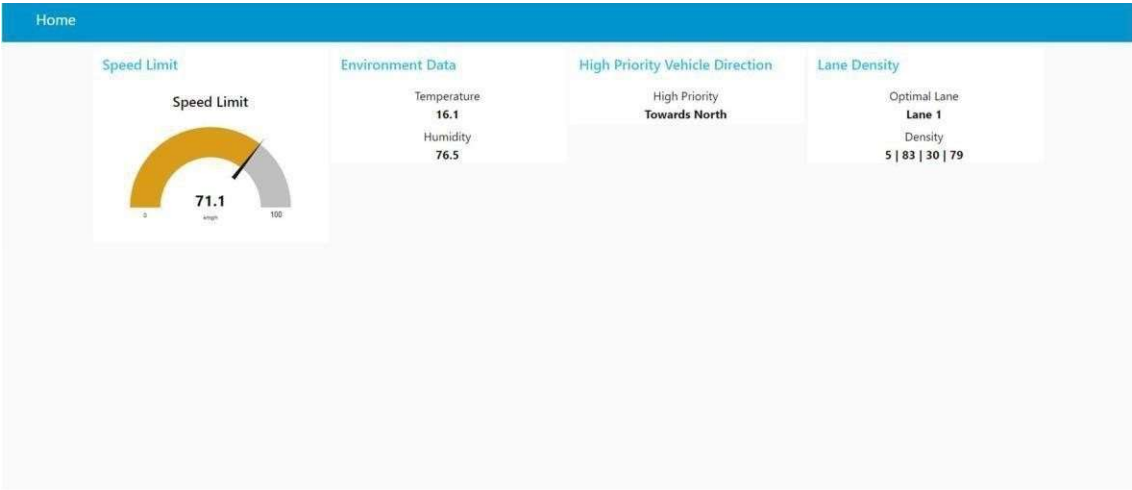 Home
Speed Limit
Speed Limit
71.1
0
100
Environment Data
Temperature
16.1
Humidity
76.5
High Priority Vehicle Direction
High Priority
Towards North
Lane Density
Optimal Lane
Lane 1
Density
5 | 83 | 30 | 79